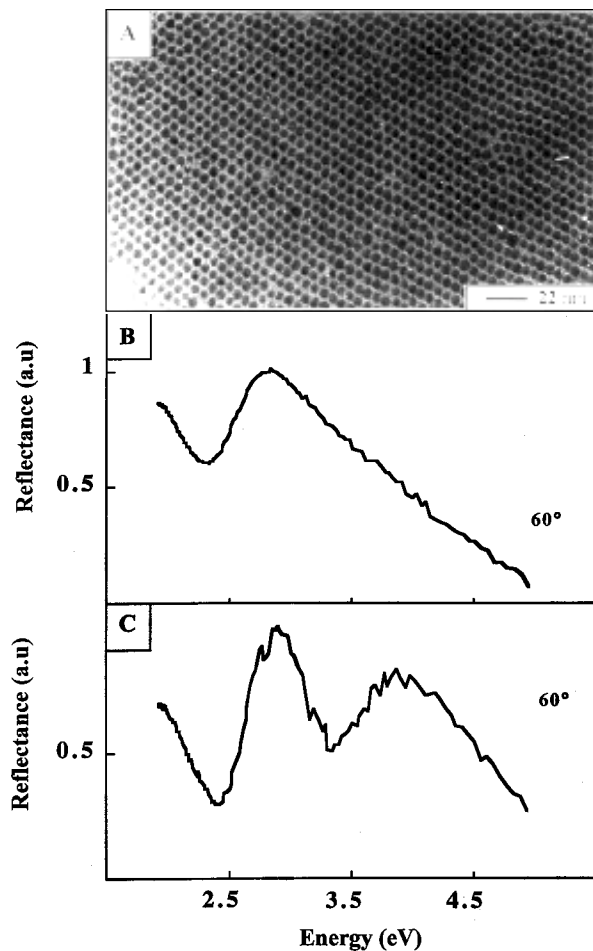 A
22 nm
B
Reflectance (a.u)
1
0.5
60°
C
Reflectance (a.u)
0.5
60°
2.5 3.5 4.5
Energy (eV)